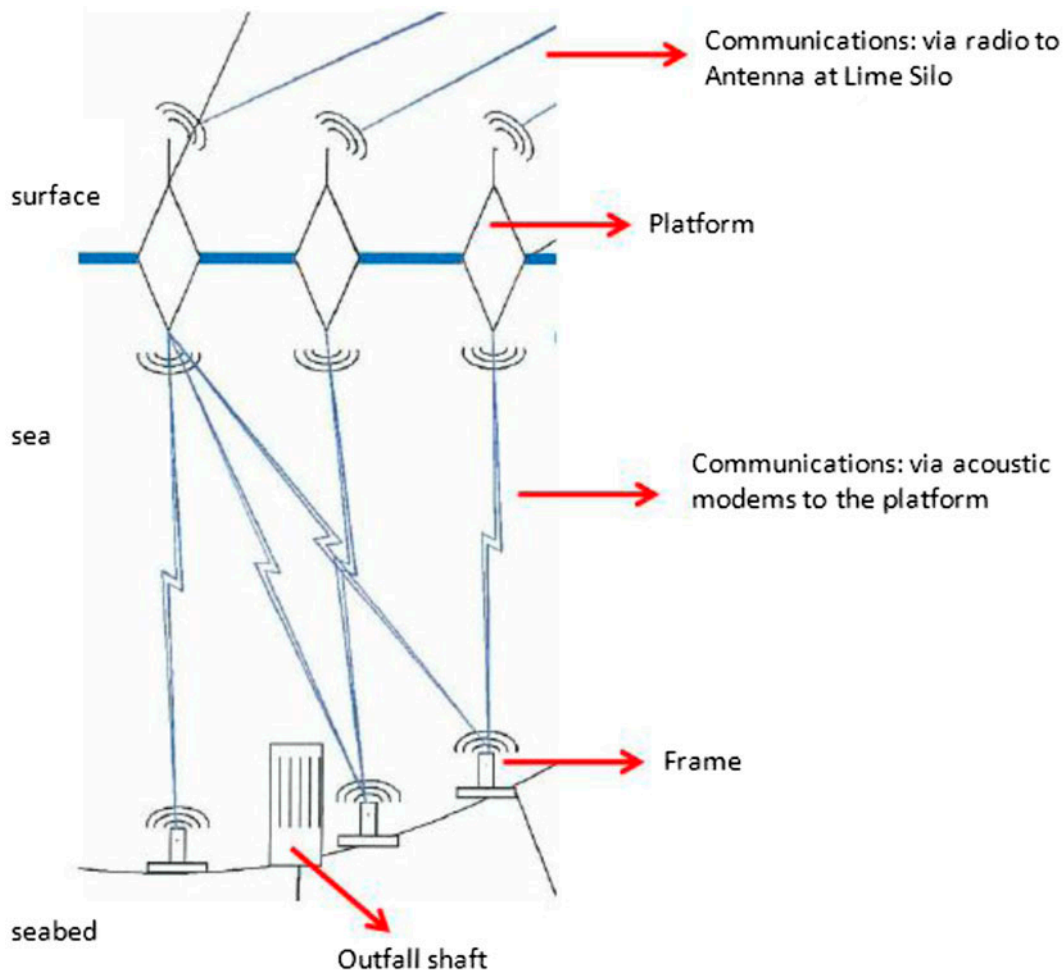 Communications: via radio to
Antenna at Lime Silo
surface
Platform
sea
Communications: via acoustic
modems to the platform
Frame
seabed
Outfall shaft